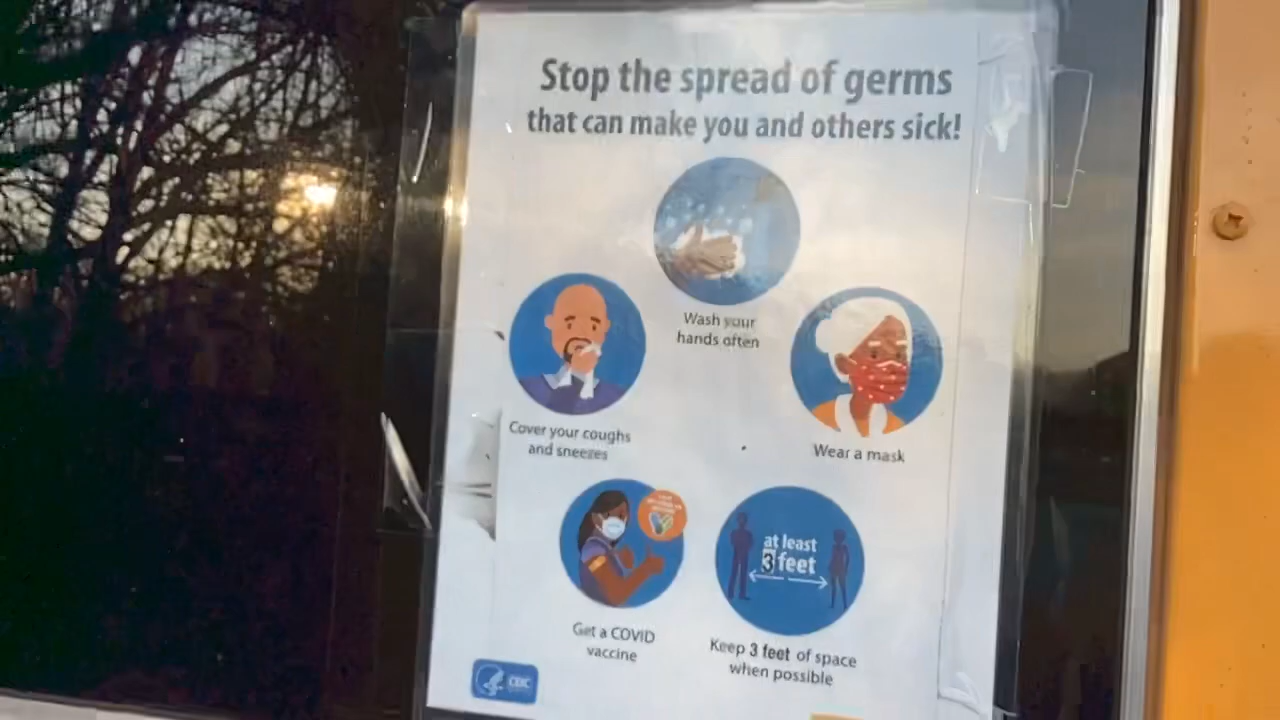 Stop the spread of germs
that can make you and others sick!
Wash your
hands often
Cover your coughs
and sneezes
Wear a mask
at least
3 feet
Get a COVID
vaccine
Keep 3 feet of space
when possible
CDC